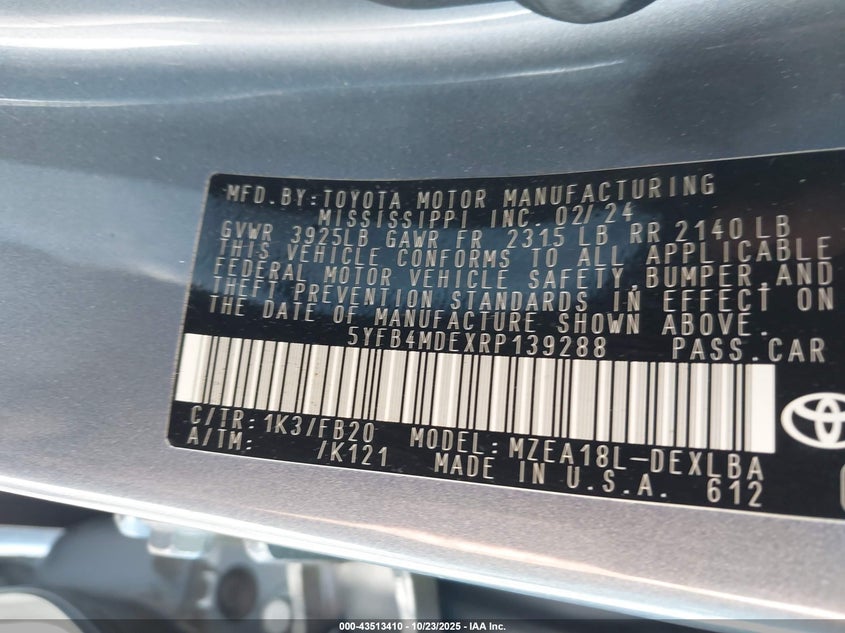 MFD.BY:TOYOTA MOTOR MANUFACTURING
MISSISSIPPI INC. 02/24
GVWR 3925LB GAWR FR 2315 LB RR 2140 LB
THIS VEHICLE CONFORMS TO ALL APPLICABLE
FEDERAL MOTOR VEHICLE SAFETY,BUMPER,AND
THEFT PREVENTION STANDARDS IN EFFECT ON
THE DATE OF MANUFACTURE SHOWN ABOVE.
5YFB4MDEXRP139288 PASS.CAR
C/TR: 1K3/FB20 MODEL:MZEA18L-DEXLBA
A/TM: /K121 MADE IN U.S.A. 612
000-43513410 | 10/23/2025 - IAA Inc.